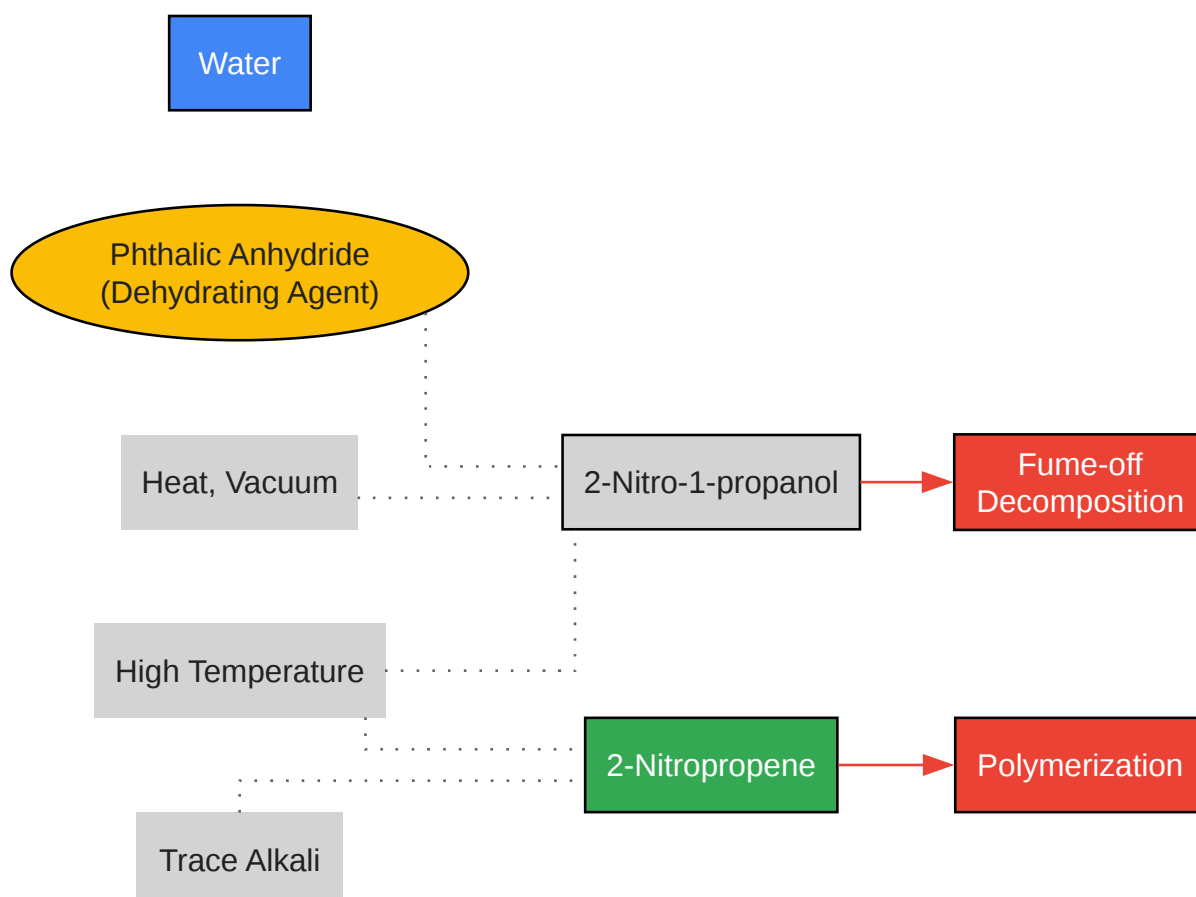 Water
Phthalic Anhydride
(Dehydrating Agent)
Heat, Vacuum
2-Nitro-1-propanol
Fume-off
Decomposition
High Temperature
2-Nitropropene
Polymerization
Trace Alkali